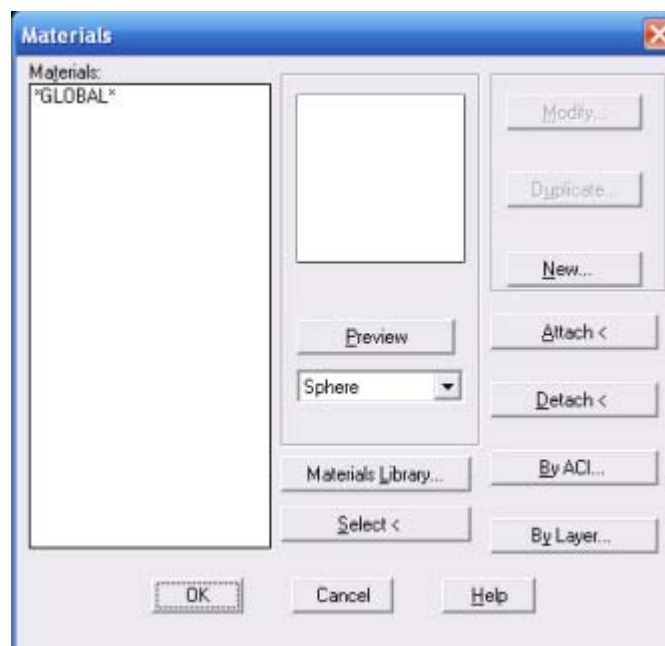 Materials
Materials:
*GLOBAL*
Preview
Sphere
Materials Library...
Select <
Modify...
Duplicate...
New...
Attach <
Detach <
By ACI...
By Layer...
OK
Cancel
Help